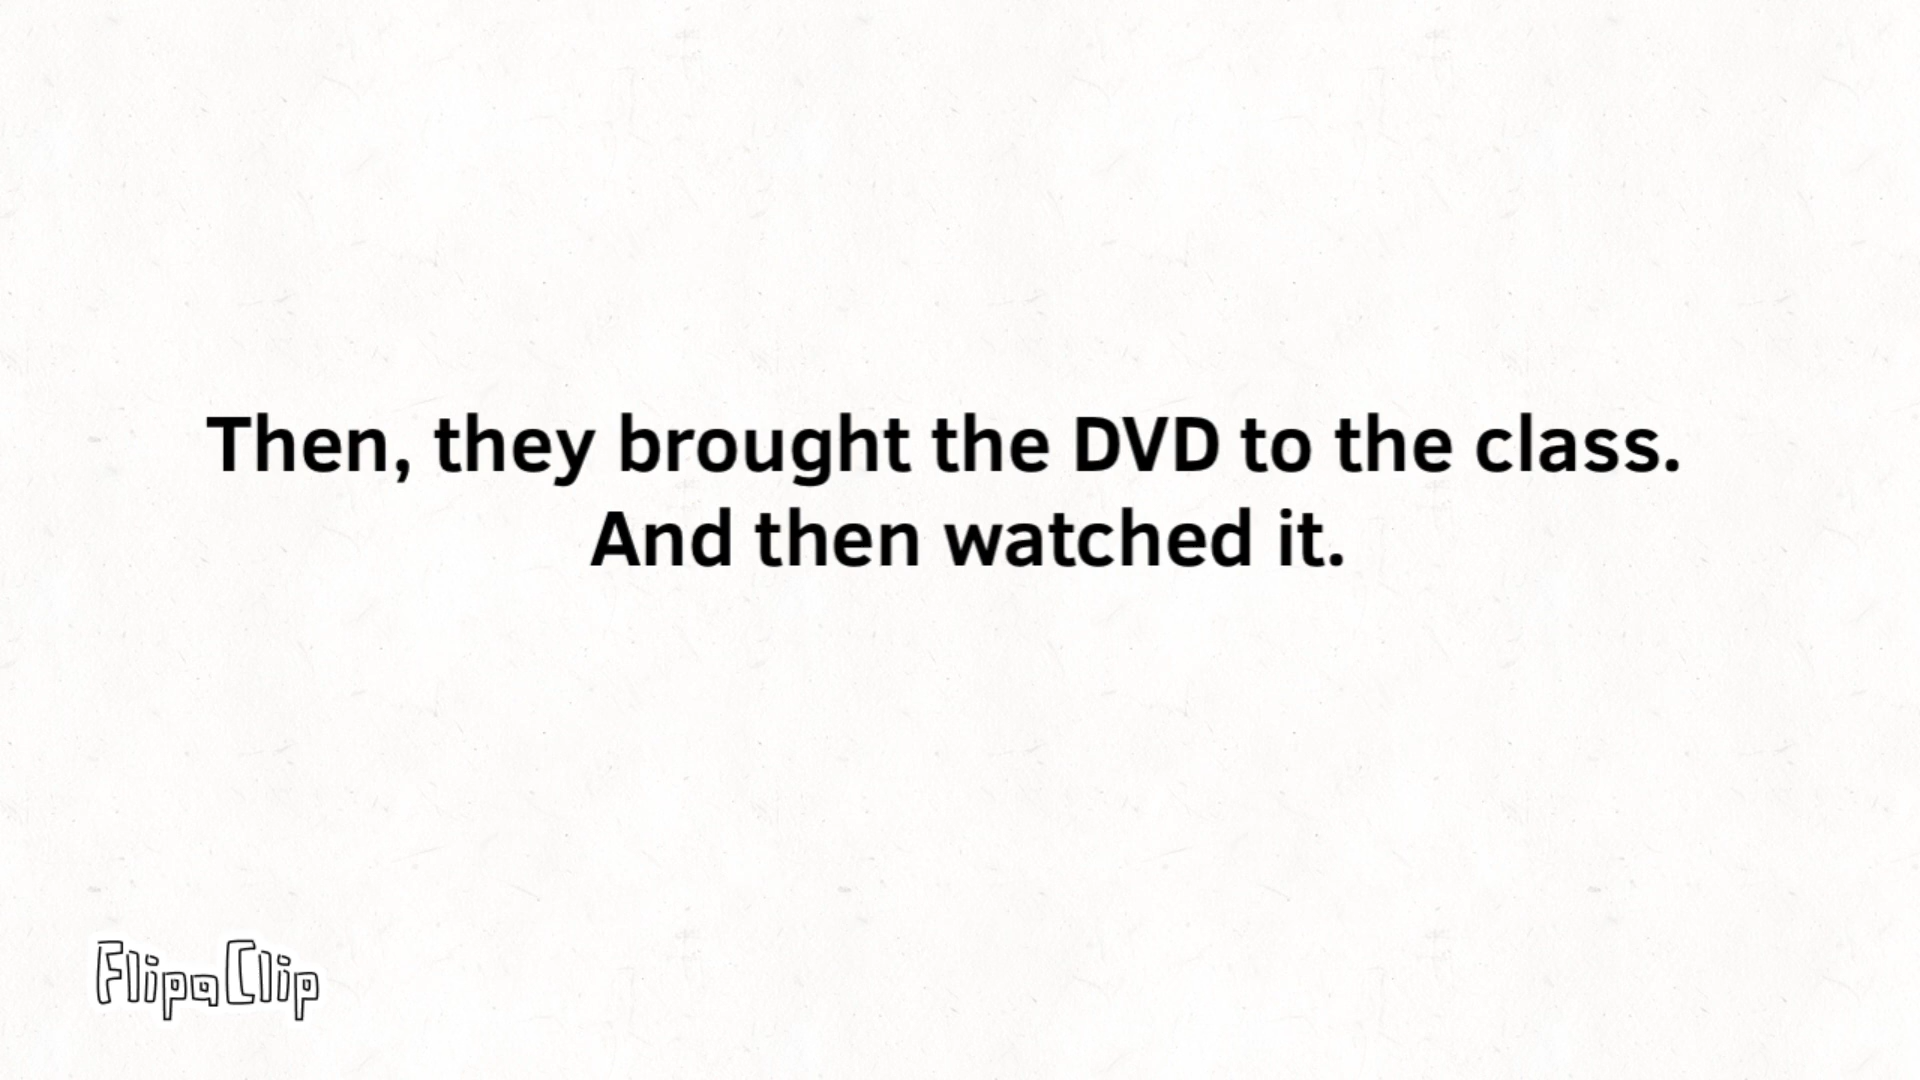 Then, they brought the DVD to the class.
And then watched it.
FlipaClip